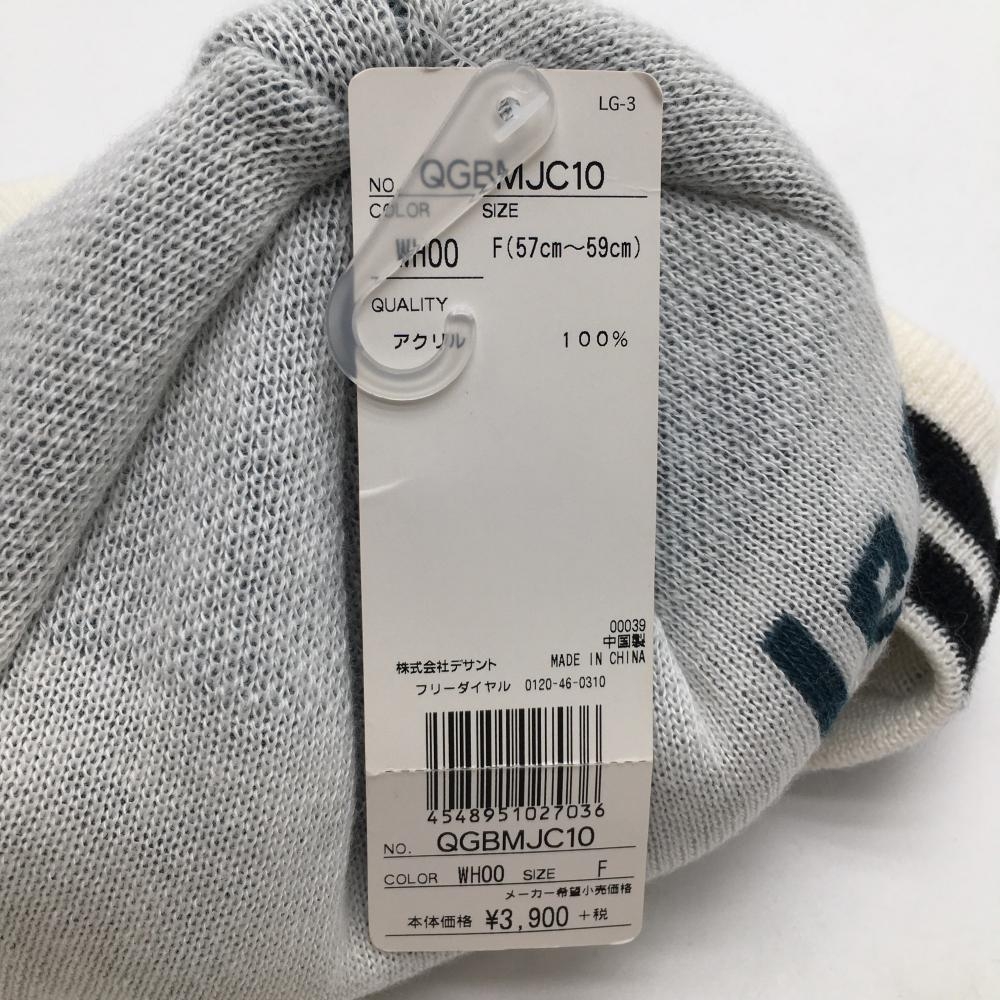 LG-3
NO. QGBMJC10
COLOR SIZE
WH00 F(57cm～59cm)
QUALITY
アクリル 100%
00039
中国製
株式会社デサント MADE IN CHINA
フリーダイヤル 0120-46-0310
4548951027036
NO. QGBMJC10
COLOR WH00 SIZE F
メーカー希望小売価格
本体価格 ¥3,900 +税